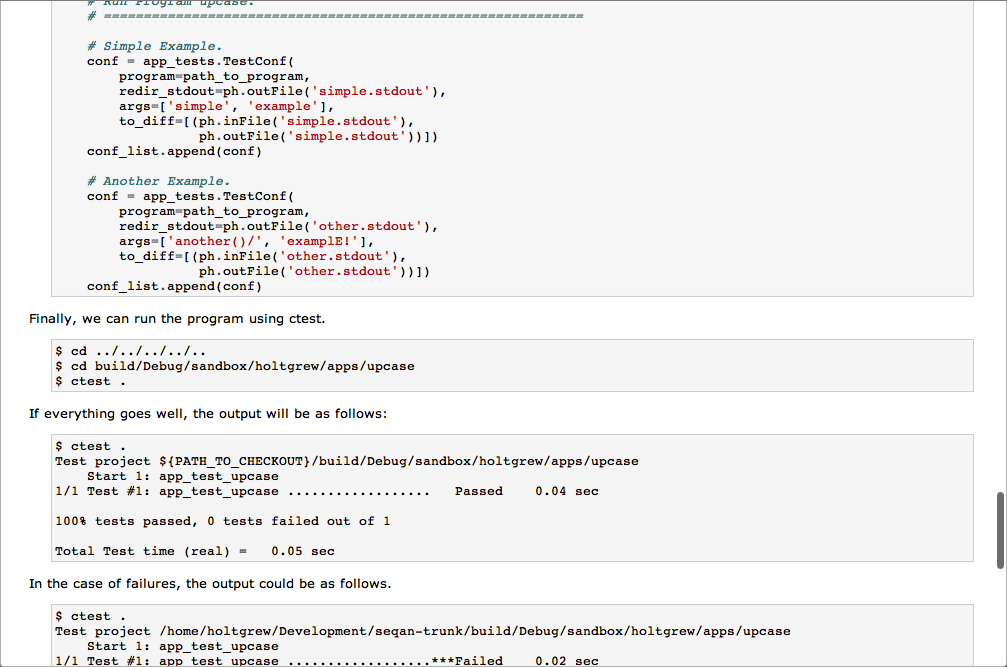 # Run Program upcase.
# ============================================================
# Simple Example.
conf = app_tests.TestConf(
program=path_to_program,
redir_stdout=ph.outFile('simple.stdout'),
args=['simple', 'example'],
to_diff=[(ph.inFile('simple.stdout'),
ph.outFile('simple.stdout'))])
conf_list.append(conf)
# Another Example.
conf = app_tests.TestConf(
program=path_to_program,
redir_stdout=ph.outFile('other.stdout'),
args=['another()/', 'examplE!'],
to_diff=[(ph.inFile('other.stdout'),
ph.outFile('other.stdout'))])
conf_list.append(conf)
Finally, we can run the program using ctest.
$ cd ../../../../..
$ cd build/Debug/sandbox/holtgrew/apps/upcase
$ ctest .
If everything goes well, the output will be as follows:
$ ctest .
Test project ${PATH_TO_CHECKOUT}/build/Debug/sandbox/holtgrew/apps/upcase
Start 1: app_test_upcase
1/1 Test #1: app_test_upcase ..................   Passed    0.04 sec
100% tests passed, 0 tests failed out of 1
Total Test time (real) =   0.05 sec
In the case of failures, the output could be as follows.
$ ctest .
Test project /home/holtgrew/Development/seqan-trunk/build/Debug/sandbox/holtgrew/apps/upcase
Start 1: app_test_upcase
1/1 Test #1: app_test_upcase ..................***Failed    0.02 sec